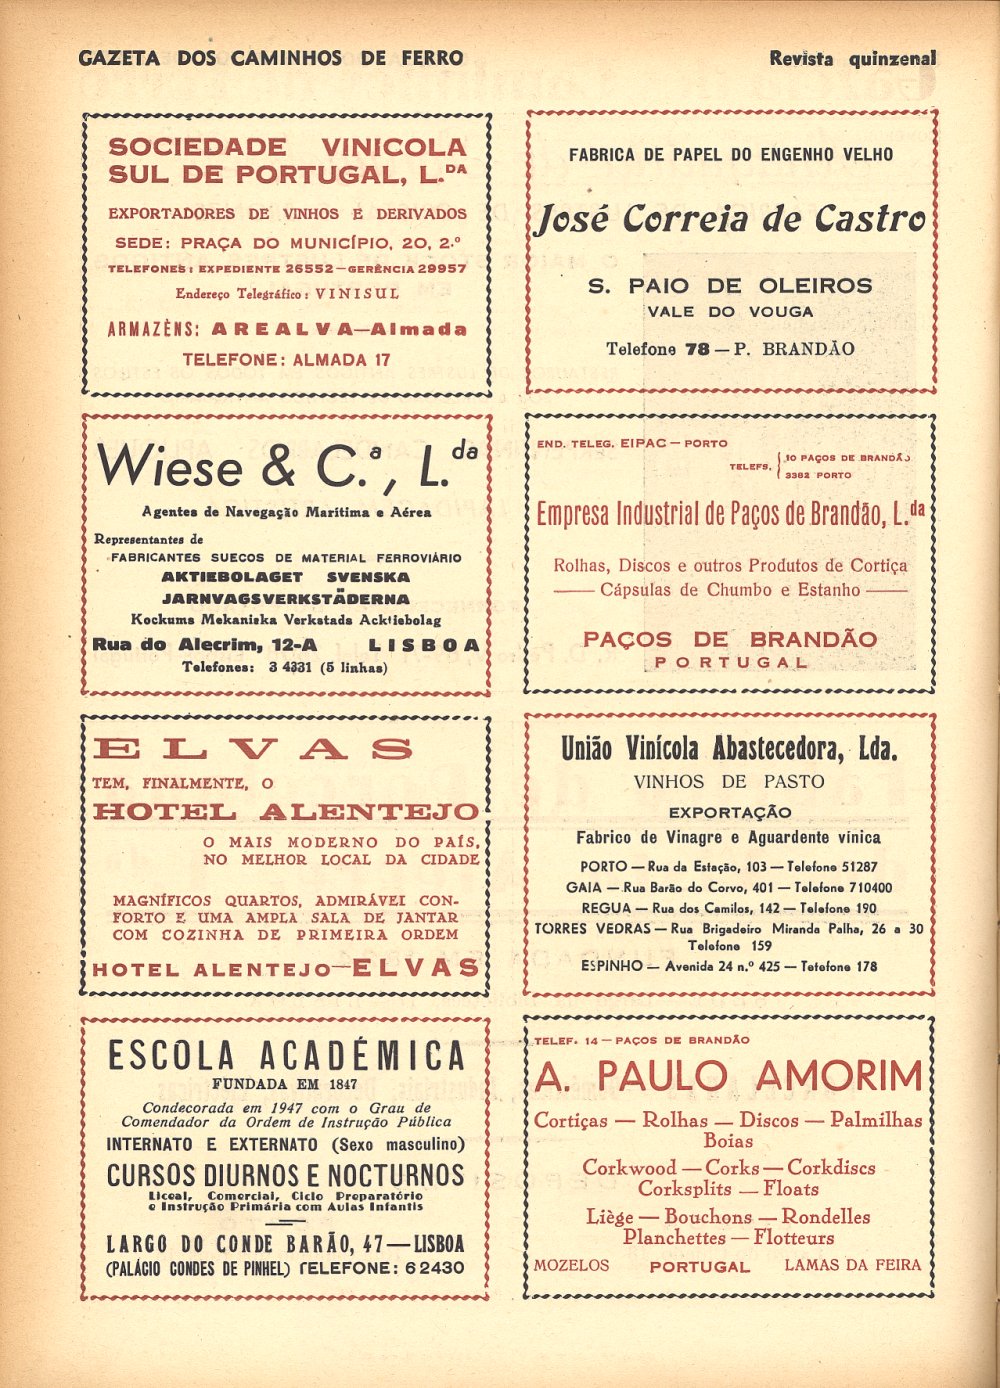 GAZETA DOS CAMINHOS DE FERRO
Revista quinzenal
SOCIEDADE VINICOLA
SUL DE PORTUGAL, L.DA
EXPORTADORES DE VINHOS E DERIVADOS
SEDE: PRAÇA DO MUNICÍPIO, 20, 2.º
TELEFONES: EXPEDIENTE 26552—GERÊNCIA 29957
Endereço Telegráfico: VINISUL
ARMAZÈNS: AREALVA—Almada
TELEFONE: ALMADA 17
FABRICA DE PAPEL DO ENGENHO VELHO
José Correia de Castro
S. PAIO DE OLEIROS
VALE DO VOUGA
Telefone 78 — P. BRANDÃO
Wiese & C.ª, L.da
Agentes de Navegação Marítima e Aérea
Representantes de
FABRICANTES SUECOS DE MATERIAL FERROVIÁRIO
AKTIEBOLAGET SVENSKA
JARNVAGSVERKSTÄDERNA
Kockums Mekaniska Verkstads Acktiebolag
Rua do Alecrim, 12-A LISBOA
Telefones: 3 4331 (5 linhas)
END. TELEG. EIPAC — PORTO
TELEFS. { 10 PAÇOS DE BRANDÃO
3382 PORTO
Empresa Industrial de Paços de Brandão, L.da
Rolhas, Discos e outros Produtos de Cortiça
—— Cápsulas de Chumbo e Estanho ——
PAÇOS DE BRANDÃO
PORTUGAL
ELVAS
TEM, FINALMENTE, O
HOTEL ALENTEJO
O MAIS MODERNO DO PAÍS,
NO MELHOR LOCAL DA CIDADE
MAGNÍFICOS QUARTOS, ADMIRÁVEI CON-
FORTO E UMA AMPLA SALA DE JANTAR
COM COZINHA DE PRIMEIRA ORDEM
HOTEL ALENTEJO—ELVAS
União Vinícola Abastecedora, Lda.
VINHOS DE PASTO
EXPORTAÇÃO
Fabrico de Vinagre e Aguardente vínica
PORTO — Rua da Estação, 103 — Telefone 51287
GAIA — Rua Barão do Corvo, 401 — Telefone 710400
REGUA — Rua dos Camilos, 142 — Telefone 190
TORRES VEDRAS — Rua Brigadeiro Miranda Palha, 26 a 30
Telefone 159
ESPINHO — Avenida 24 n.º 425 — Tetefone 178
ESCOLA ACADÉMICA
FUNDADA EM 1847
Condecorada em 1947 com o Grau de
Comendador da Ordem de Instrução Pública
INTERNATO E EXTERNATO (Sexo masculino)
CURSOS DIURNOS E NOCTURNOS
Liceal, Comercial, Ciclo Preparatório
e Instrução Primária com Aulas Infantis
LARGO DO CONDE BARÃO, 47 — LISBOA
(PALÁCIO CONDES DE PINHEL) TELEFONE: 6 2430
TELEF. 14 — PAÇOS DE BRANDÃO
A. PAULO AMORIM
Cortiças — Rolhas — Discos — Palmilhas
Boias
Corkwood — Corks — Corkdiscs
Corksplits — Floats
Liège — Bouchons — Rondelles
Planchettes — Flotteurs
MOZELOS PORTUGAL LAMAS DA FEIRA